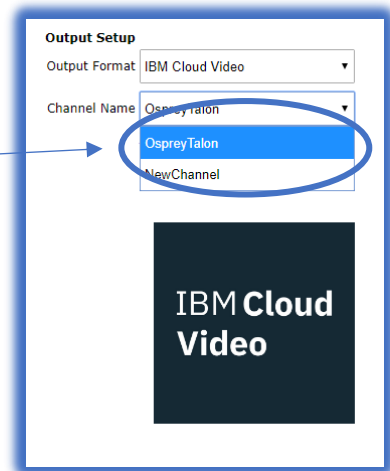 Output Setup
Output Format IBM Cloud Video
Channel Name OspreyTalon
OspreyTalon
NewChannel
IBM Cloud
Video